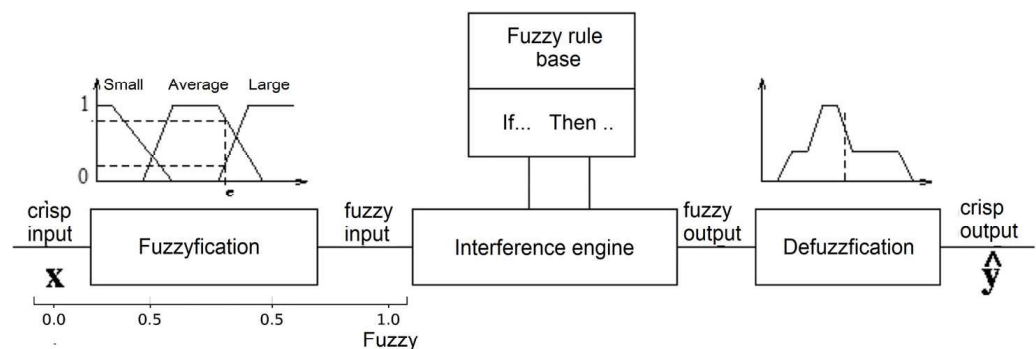 Fuzzy rule
base
If... Then ..
Small Average Large
1
0
e
crisp
input
fuzzy
input
fuzzy
output
crisp
output
Fuzzyfication
Interference engine
Defuzzfication
x
ŷ
0.0 0.5 0.5 1.0
Fuzzy